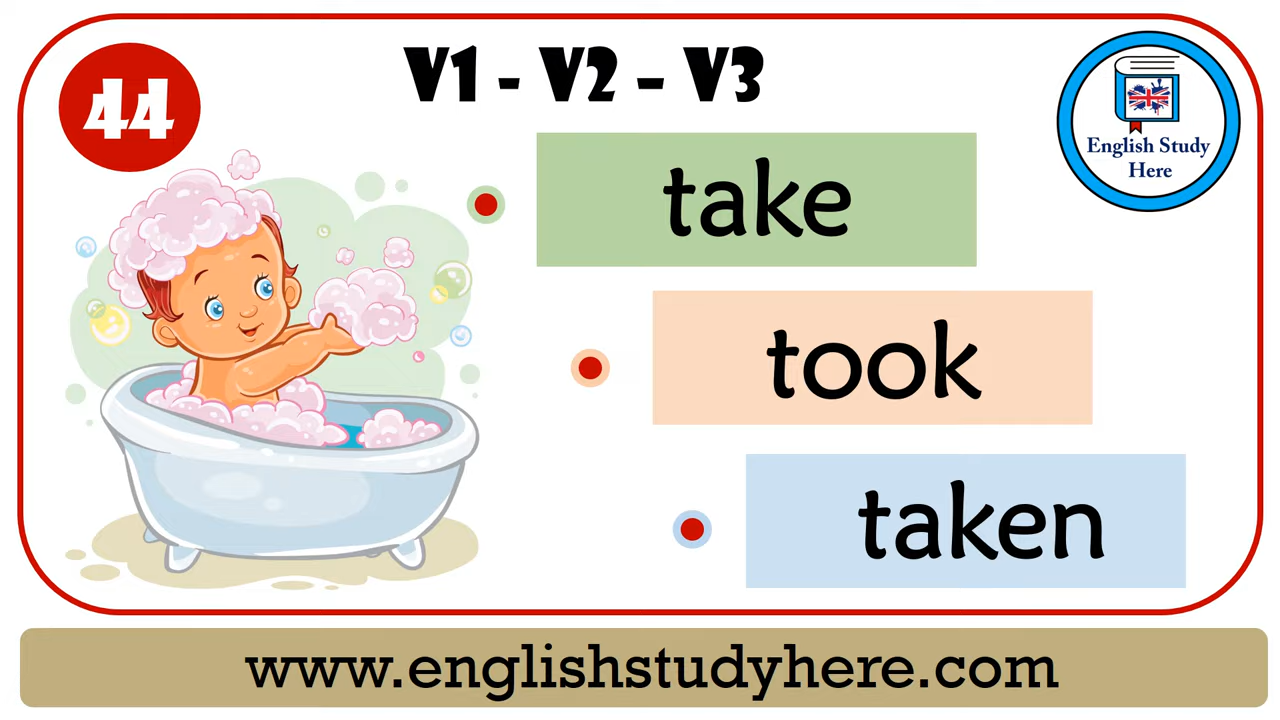 44
V1 - V2 – V3
English Study
Here
take
took
taken
www.englishstudyhere.com